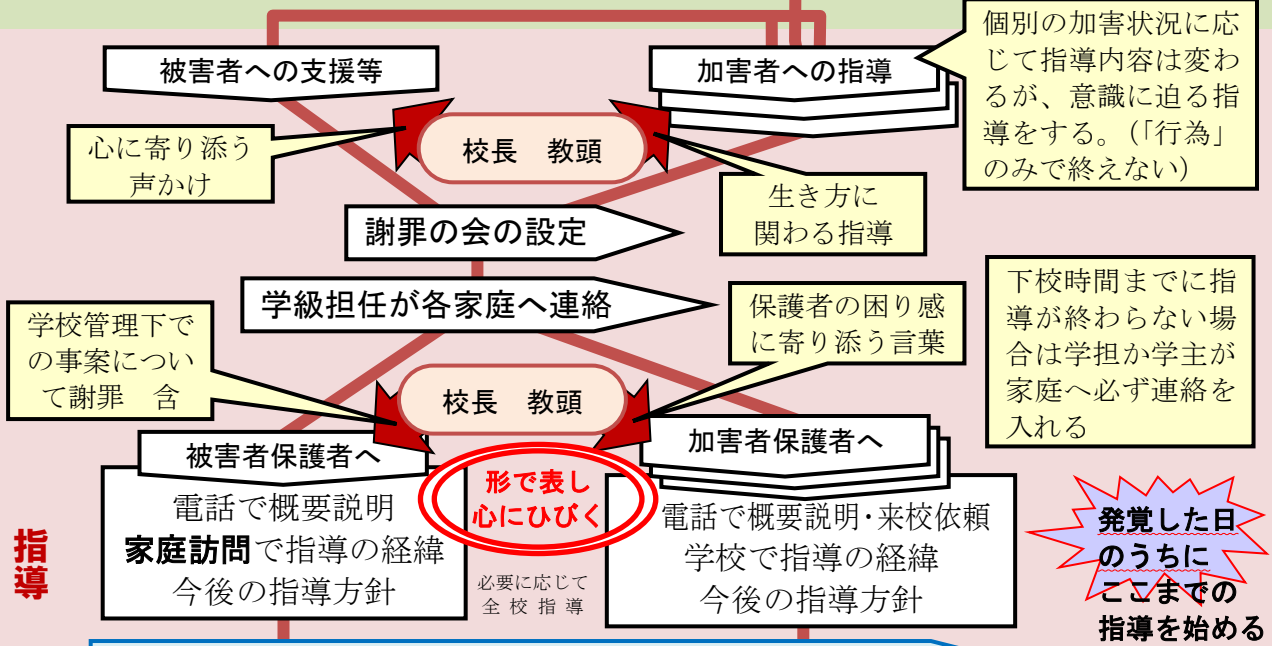 被害者への支援等
加害者への指導
個別の加害状況に応
じて指導内容は変わ
るが、意識に迫る指
導をする。(「行為」
のみで終えない)
心に寄り添う
声かけ
校長　教頭
生き方に
関わる指導
謝罪の会の設定
学級担任が各家庭へ連絡
学校管理下で
の事案につい
て謝罪　含
保護者の困り感
に寄り添う言葉
下校時間までに指
導が終わらない場
合は学担か学主が
家庭へ必ず連絡を
入れる
校長　教頭
被害者保護者へ
加害者保護者へ
電話で概要説明
家庭訪問で指導の経緯
今後の指導方針
形で表し
心にひびく
必要に応じて
全校指導
電話で概要説明・来校依頼
学校で指導の経緯
今後の指導方針
指導
発覚した日
のうちに
ここまでの
指導を始める